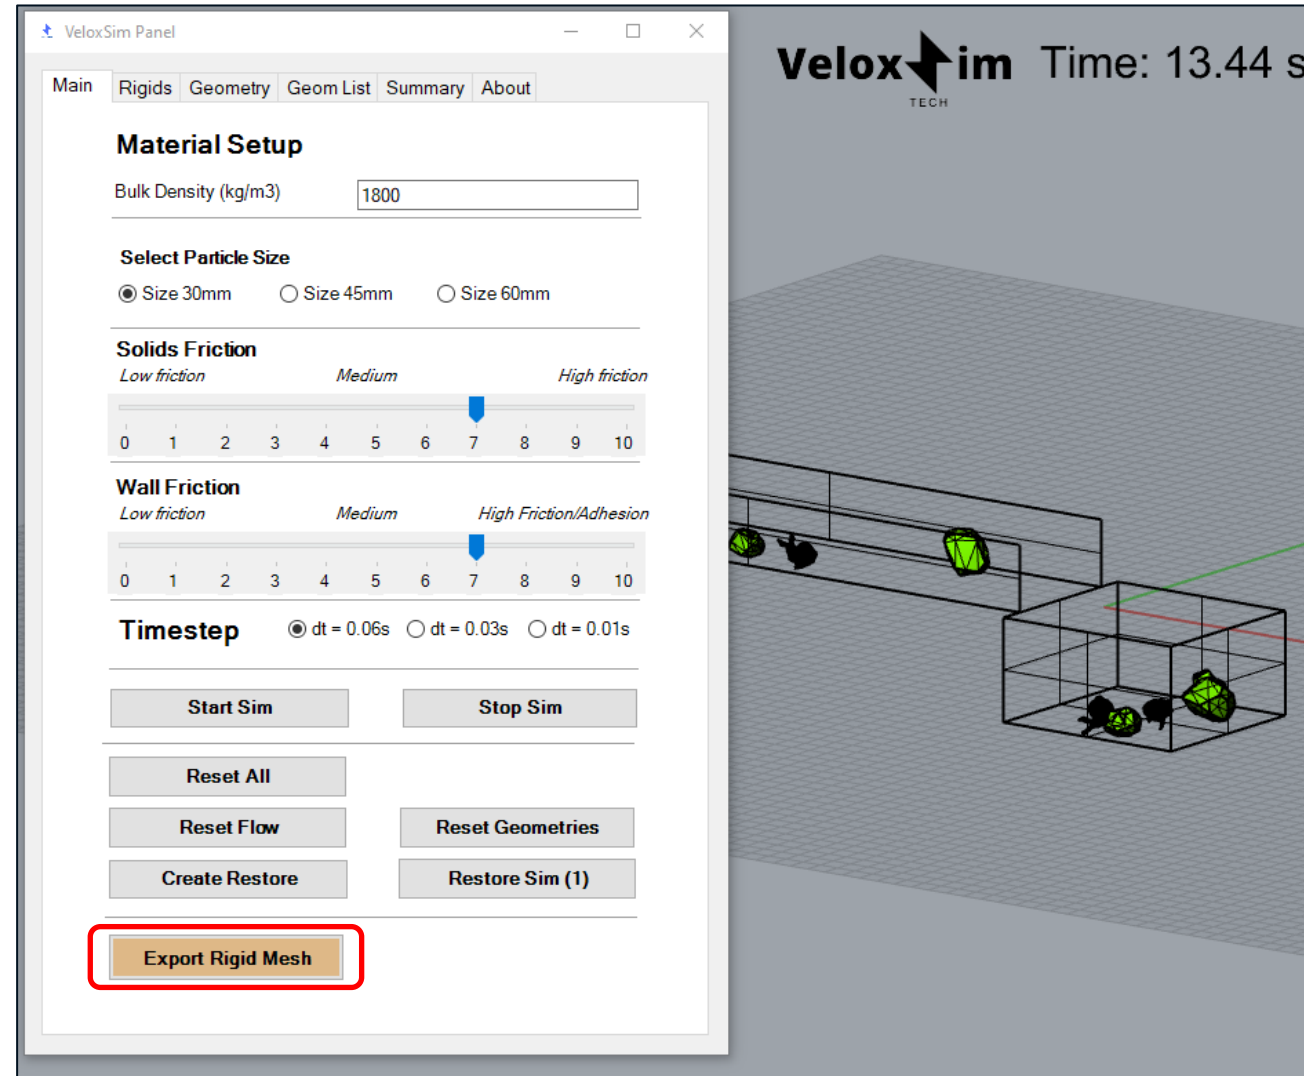 VeloxSim Panel
Veloxsim Time: 13.44 s
TECH
Main Rigids Geometry Geom List Summary About
Material Setup
Bulk Density (kg/m3) 1800
Select Particle Size
Size 30mm Size 45mm Size 60mm
Solids Friction
Low friction Medium High friction
0 1 2 3 4 5 6 7 8 9 10
Wall Friction
Low friction Medium High Friction/Adhesion
0 1 2 3 4 5 6 7 8 9 10
Timestep dt = 0.06s dt = 0.03s dt = 0.01s
Start Sim Stop Sim
Reset All
Reset Flow Reset Geometries
Create Restore Restore Sim (1)
Export Rigid Mesh